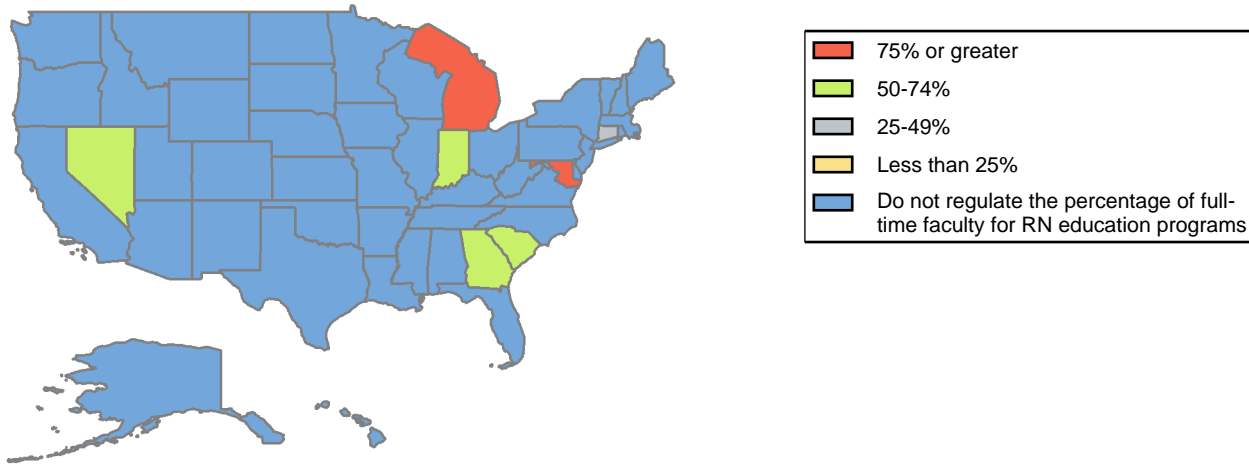 75% or greater
50-74%
25-49%
Less than 25%
Do not regulate the percentage of full-
time faculty for RN education programs